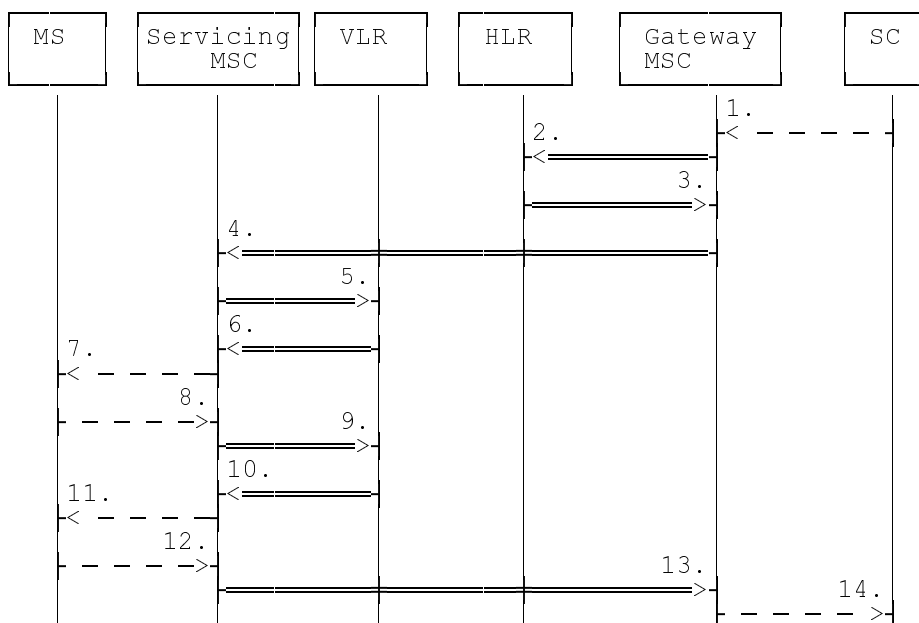 MS
Servicing
MSC
VLR
HLR
Gateway
MSC
SC
1.
2.
3.
4.
5.
6.
7.
8.
9.
10.
11.
12.
13.
14.